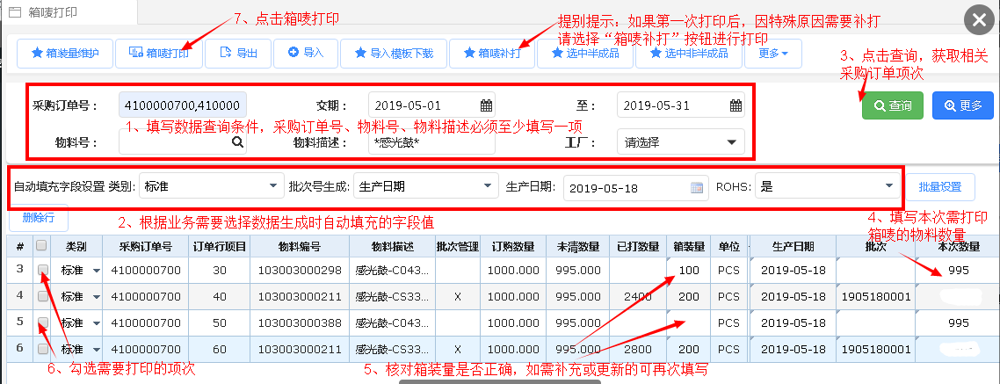 箱唛打印
7、点击箱唛打印
提别提示：如果第一次打印后，因特殊原因需要补打
请选择“箱唛补打”按钮进行打印
箱装量维护 箱唛打印 导出 导入 导入模板下载 箱唛补打 选中半成品 选中非半成品 更多
3、点击查询，获取相关
采购订单项次
采购订单号： 4100000700,410000 交期： 2019-05-01 至： 2019-05-31 查询 更多
1、填写数据查询条件，采购订单号、物料号、物料描述必须至少填写一项
物料号： 物料描述： *感光鼓* 工厂： 请选择
自动填充字段设置 类别: 标准 批次号生成: 生产日期 生产日期: 2019-05-18 ROHS: 是 批量设置
删除行
2、根据业务需要选择数据生成时自动填充的字段值
4、填写本次需打印
箱唛的物料数量
# 类别 采购订单号 订单行项目 物料编号 物料描述 批次管理 订购数量 未清数量 已打数量 箱装量 单位 生产日期 批次 本次数量
3 标准 4100000700 30 103003000298 感光鼓-C043... 1000.000 995.000 100 PCS 2019-05-18 995
4 标准 4100000700 40 103003000211 感光鼓-CS33... X 1000.000 995.000 2400 200 PCS 2019-05-18 1905180001
5 标准 4100000700 50 103003000388 感光鼓-C043... 1000.000 995.000 PCS 2019-05-18 995
6 标准 4100000700 60 103003000211 感光鼓-CS33... X 1000.000 995.000 2800 200 PCS 2019-05-18 1905180001
6、勾选需要打印的项次
5、核对箱装量是否正确，如需补充或更新的可再次填写